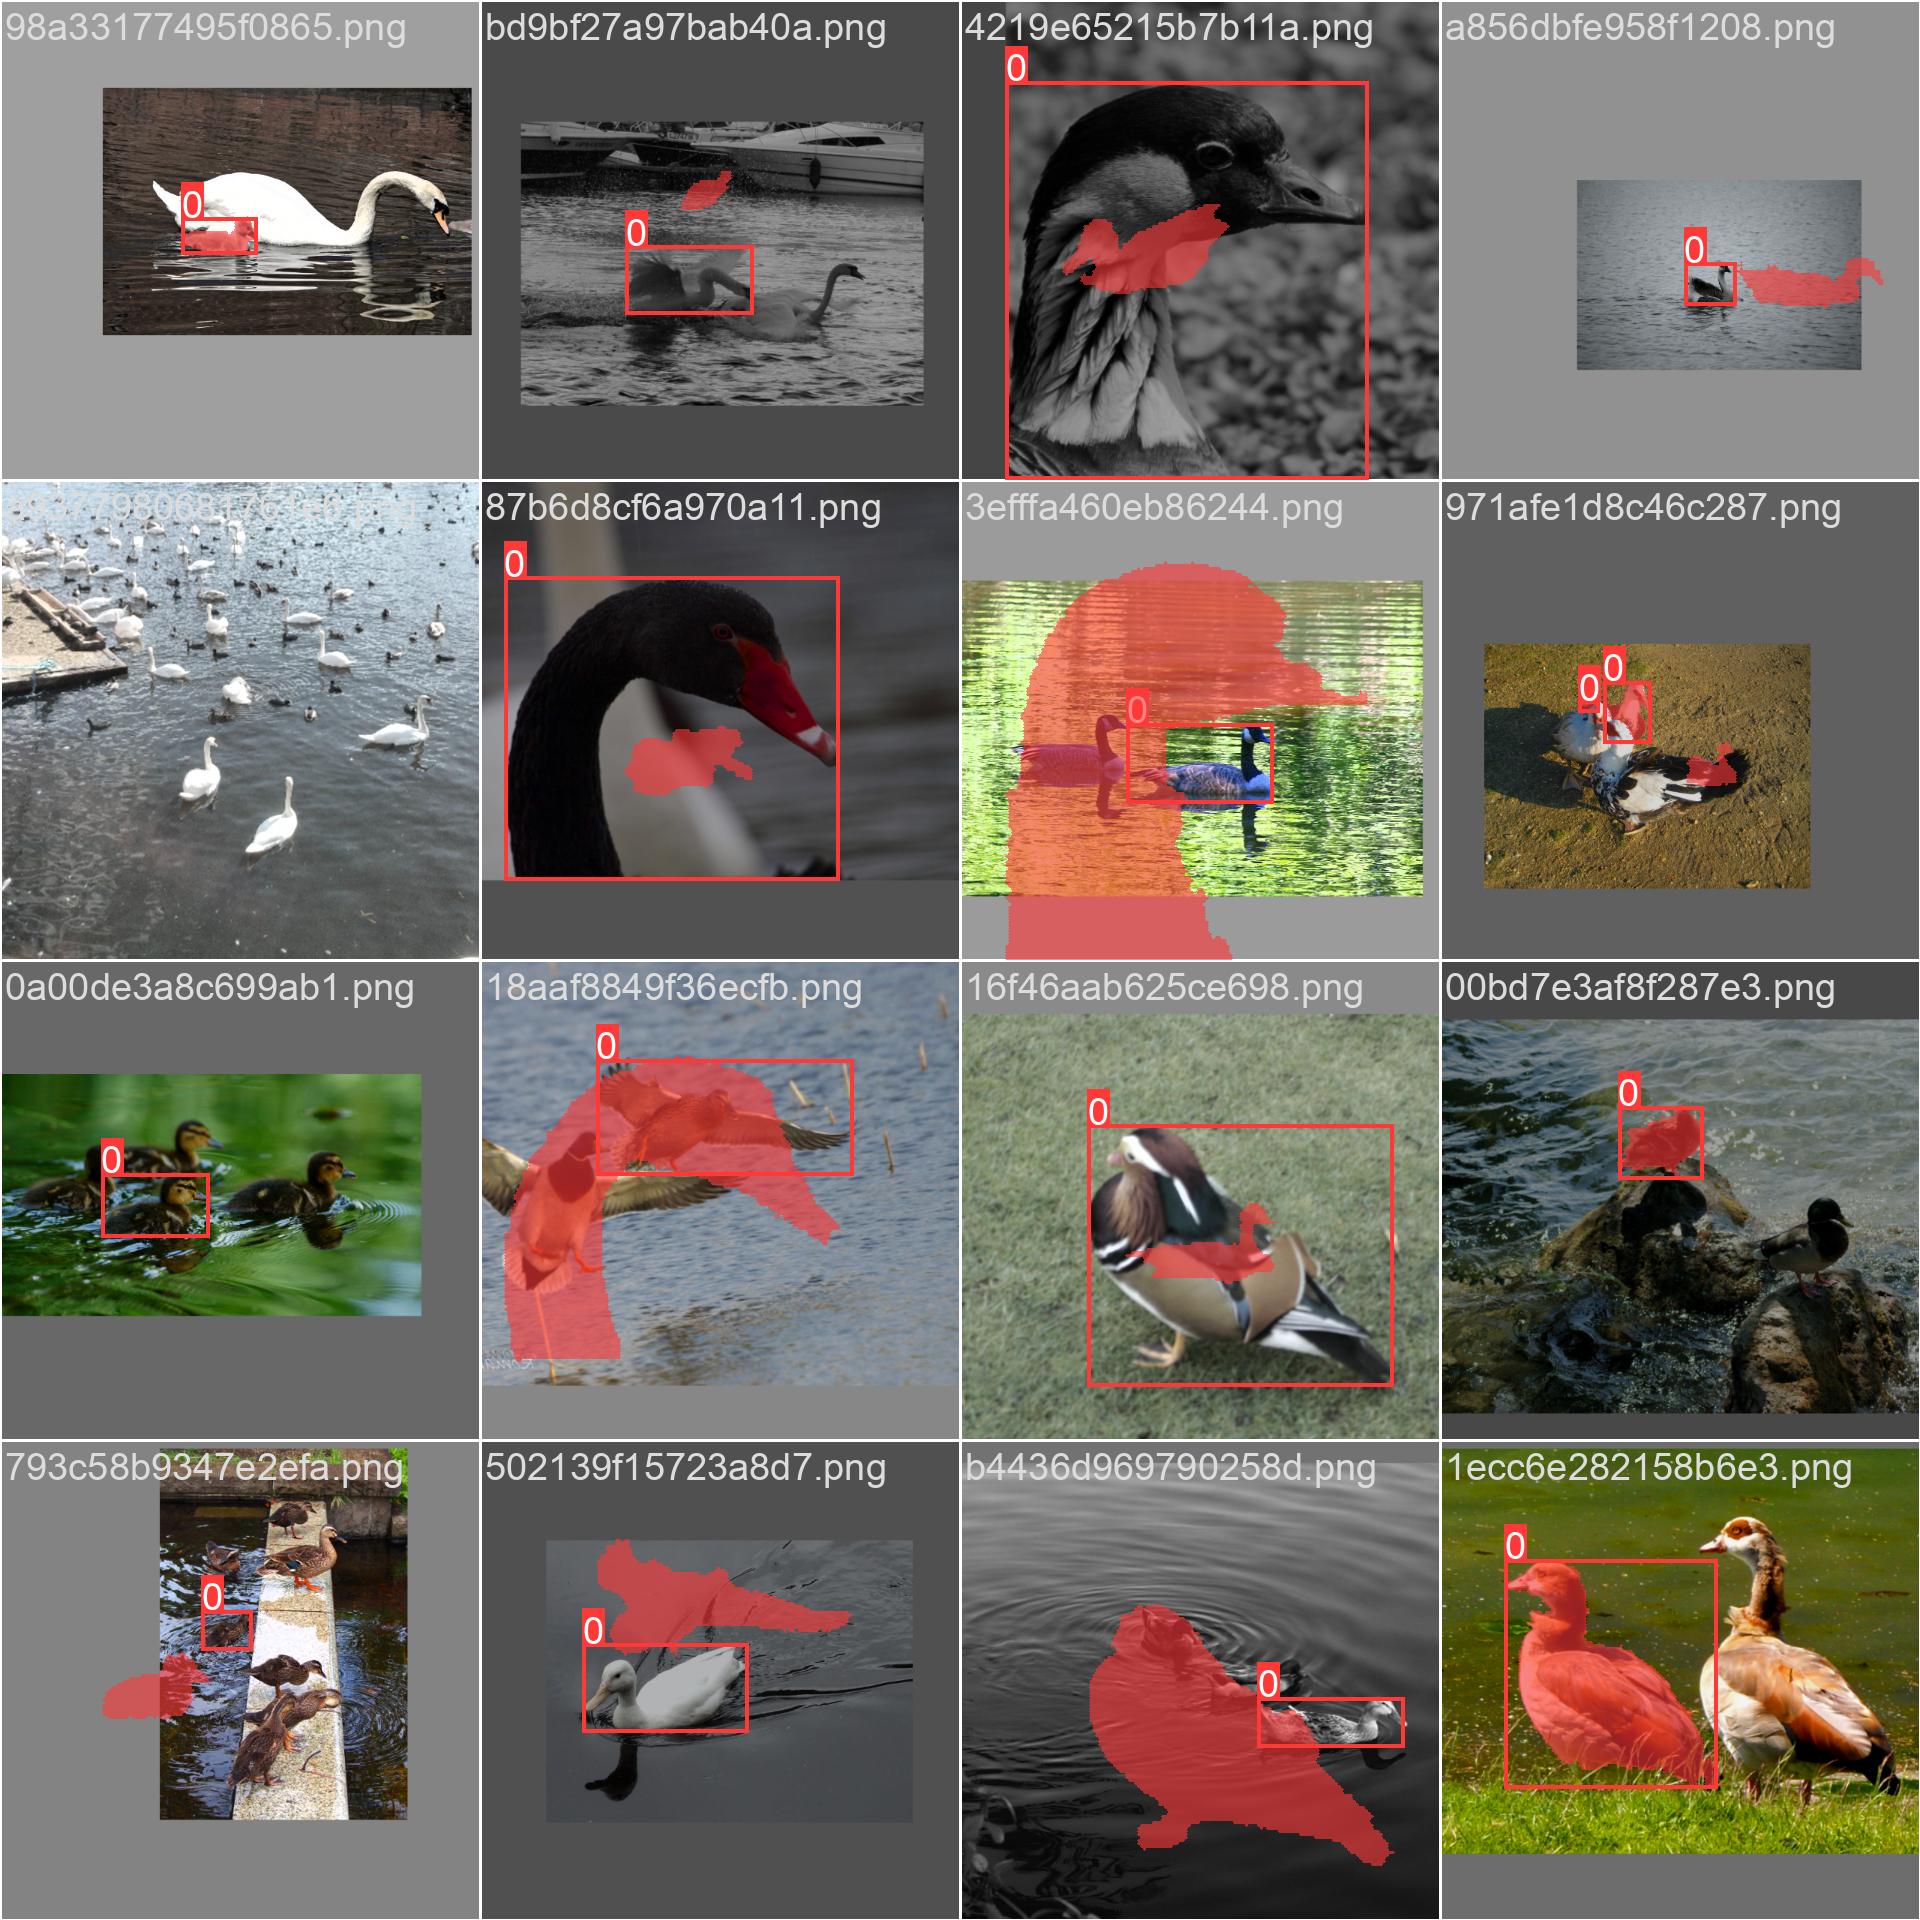 98a33177495f0865.png
bd9bf27a97bab40a.png
4219e65215b7b11a.png
a856dbfe958f1208.png
0
0
0
0
87b6d8cf6a970a11.png
3efffa460eb86244.png
971afe1d8c46c287.png
0
0
0
0
0a00de3a8c699ab1.png
18aaf8849f36ecfb.png
16f46aab625ce698.png
00bd7e3af8f287e3.png
0
0
0
0
793c58b9347e2efa.png
502139f15723a8d7.png
b4436d969790258d.png
1ecc6e282158b6e3.png
0
0
0
0